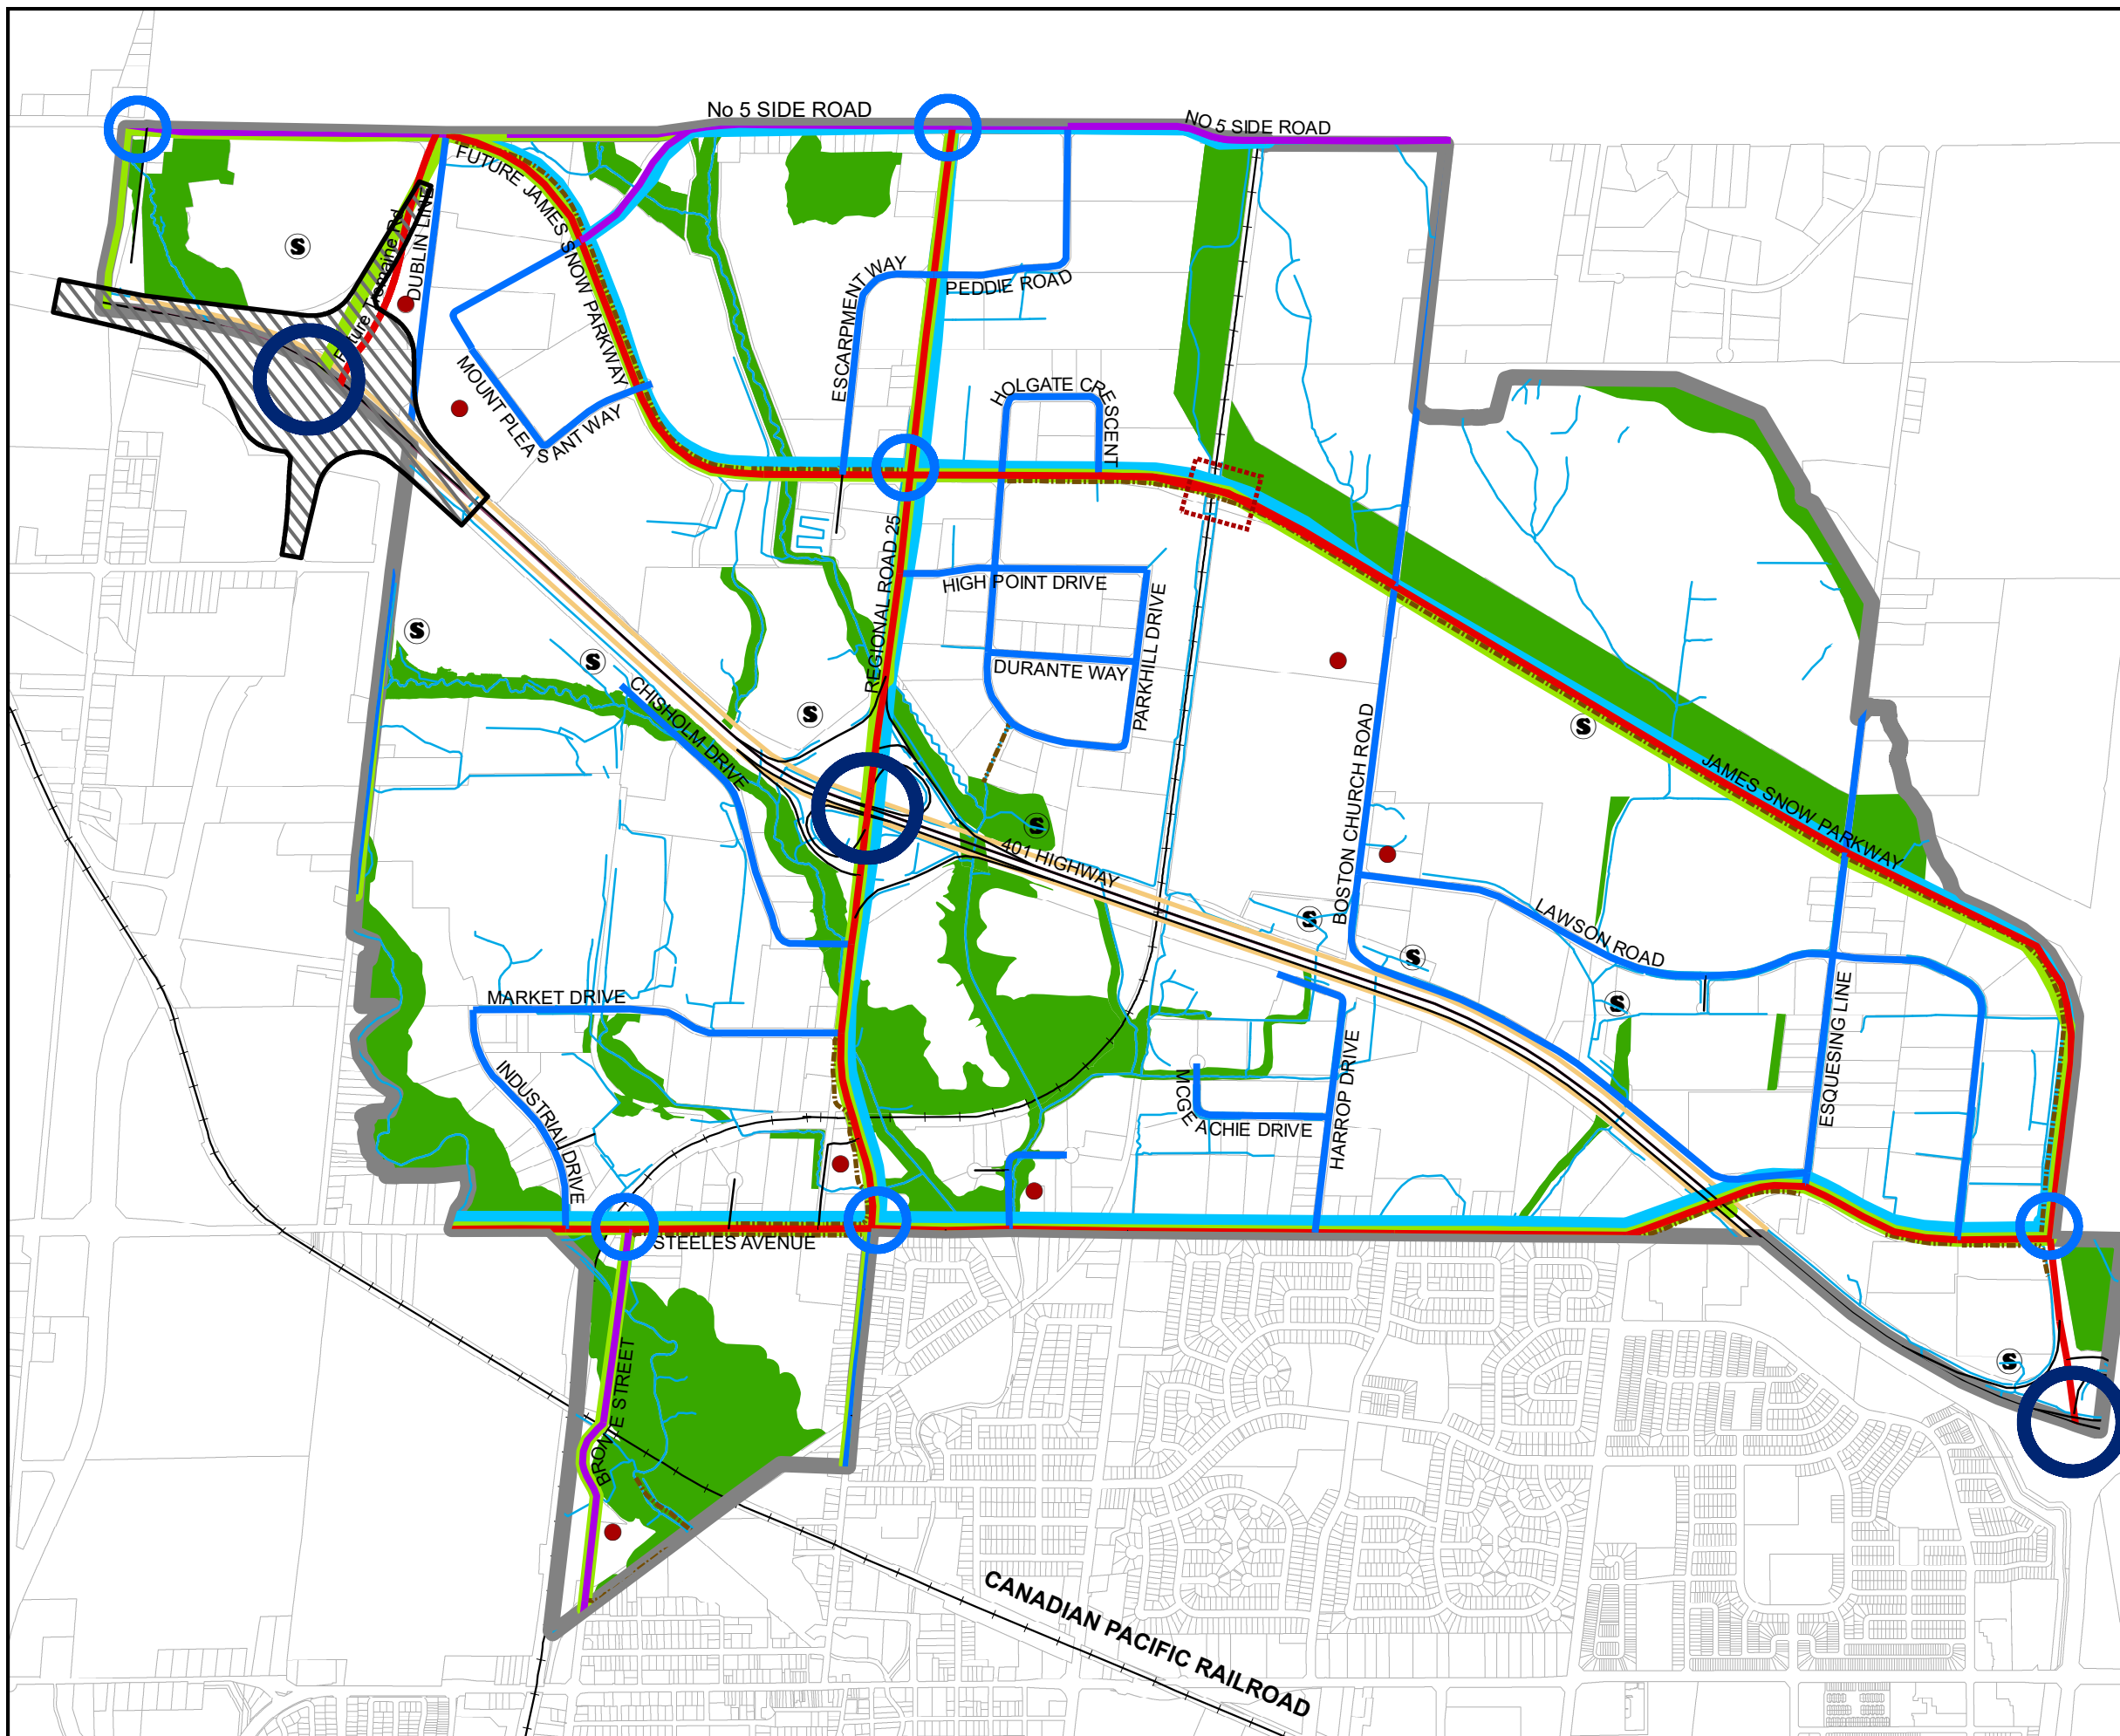 No 5 SIDE ROAD
NO 5 SIDE ROAD
FUTURE JAMES SNOW PARKWAY
Future Tremaine Rd
DUBLIN LINE
S
ESCARPMENT WAY
PEDDIE ROAD
MOUNT PLEASANT WAY
HOLGATE CRESCENT
REGIONAL ROAD 25
HIGH POINT DRIVE
PARKHILL DRIVE
DURANTE WAY
S
S
CHISHOLM DRIVE
S
S
BOSTON CHURCH ROAD
JAMES SNOW PARKWAY
S
401 HIGHWAY
S
LAWSON ROAD
S
S
MARKET DRIVE
INDUSTRIAL DRIVE
MCGEACHIE DRIVE
HARROP DRIVE
ESQUESING LINE
STEELES AVENUE
BRONTE STREET
S
CANADIAN PACIFIC RAILROAD